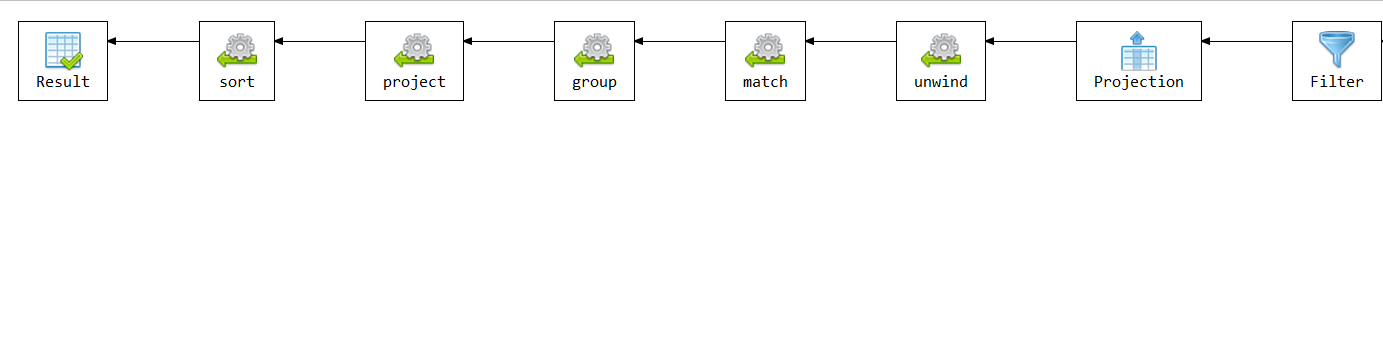 Result
sort
project
group
match
unwind
Projection
Filter